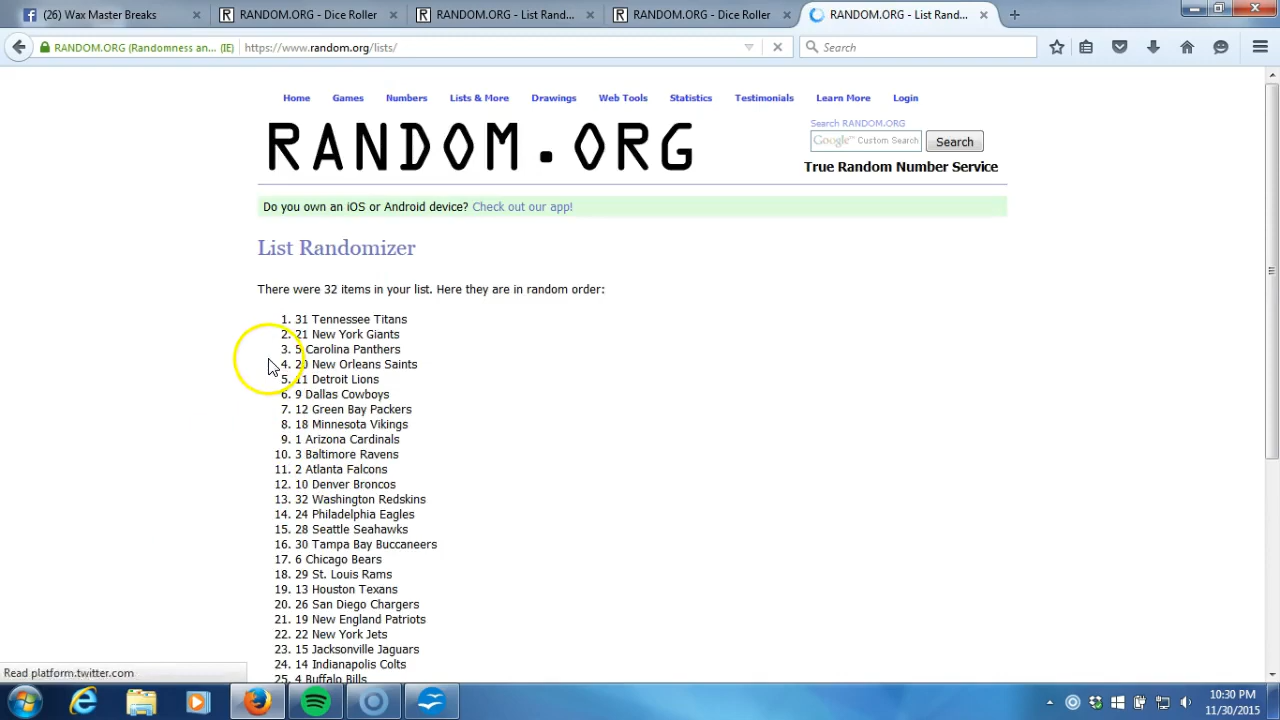 (26) Wax Master Breaks
RANDOM.ORG - Dice Roller
RANDOM.ORG - List Rand...
RANDOM.ORG - Dice Roller
RANDOM.ORG - List Rand...
RANDOM.ORG (Randomness an... (IE)
https://www.random.org/lists/
Search
Home Games Numbers Lists & More Drawings Web Tools Statistics Testimonials Learn More Login
RANDOM.ORG
Search RANDOM.ORG
Google™ Custom Search
Search
True Random Number Service
Do you own an iOS or Android device? Check out our app!
List Randomizer
There were 32 items in your list. Here they are in random order:
1. 31 Tennessee Titans
2. 21 New York Giants
3. 5 Carolina Panthers
4. 20 New Orleans Saints
5. 11 Detroit Lions
6. 9 Dallas Cowboys
7. 12 Green Bay Packers
8. 18 Minnesota Vikings
9. 1 Arizona Cardinals
10. 3 Baltimore Ravens
11. 2 Atlanta Falcons
12. 10 Denver Broncos
13. 32 Washington Redskins
14. 24 Philadelphia Eagles
15. 28 Seattle Seahawks
16. 30 Tampa Bay Buccaneers
17. 6 Chicago Bears
18. 29 St. Louis Rams
19. 13 Houston Texans
20. 26 San Diego Chargers
21. 19 New England Patriots
22. 22 New York Jets
23. 15 Jacksonville Jaguars
24. 14 Indianapolis Colts
25. 4 Buffalo Bills
Read platform.twitter.com
10:30 PM
11/30/2015